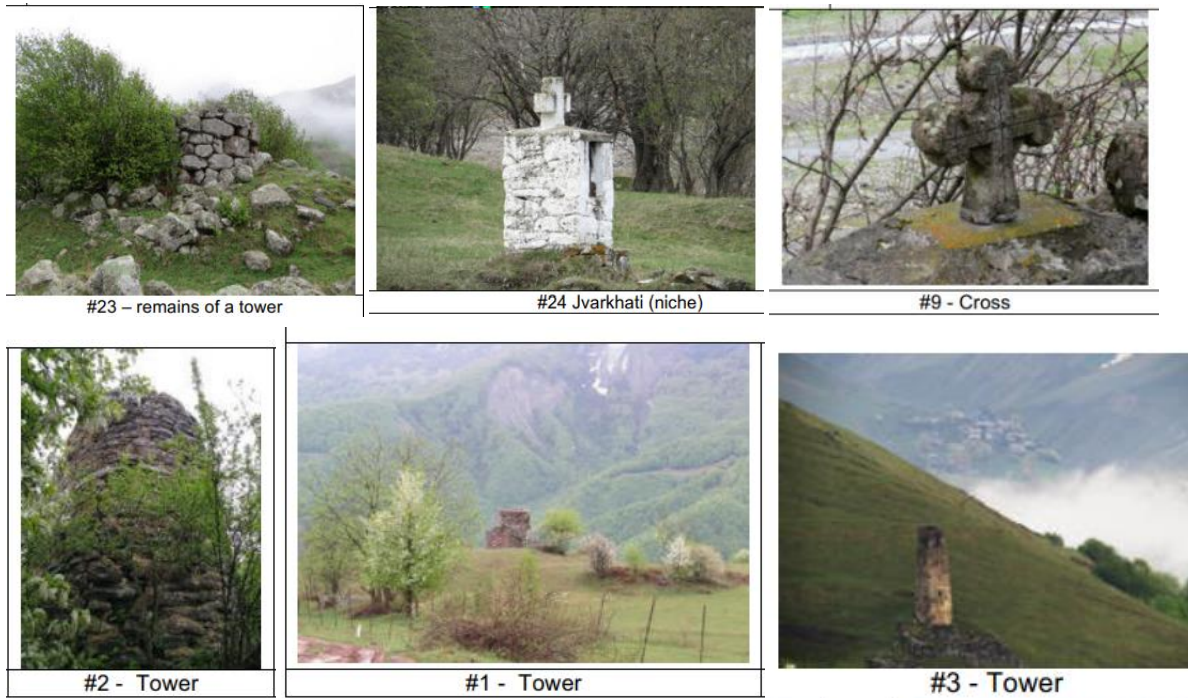 #23 – remains of a tower
#24 Jvarkhati (niche)
#9 - Cross
#2 - Tower
#1 - Tower
#3 - Tower